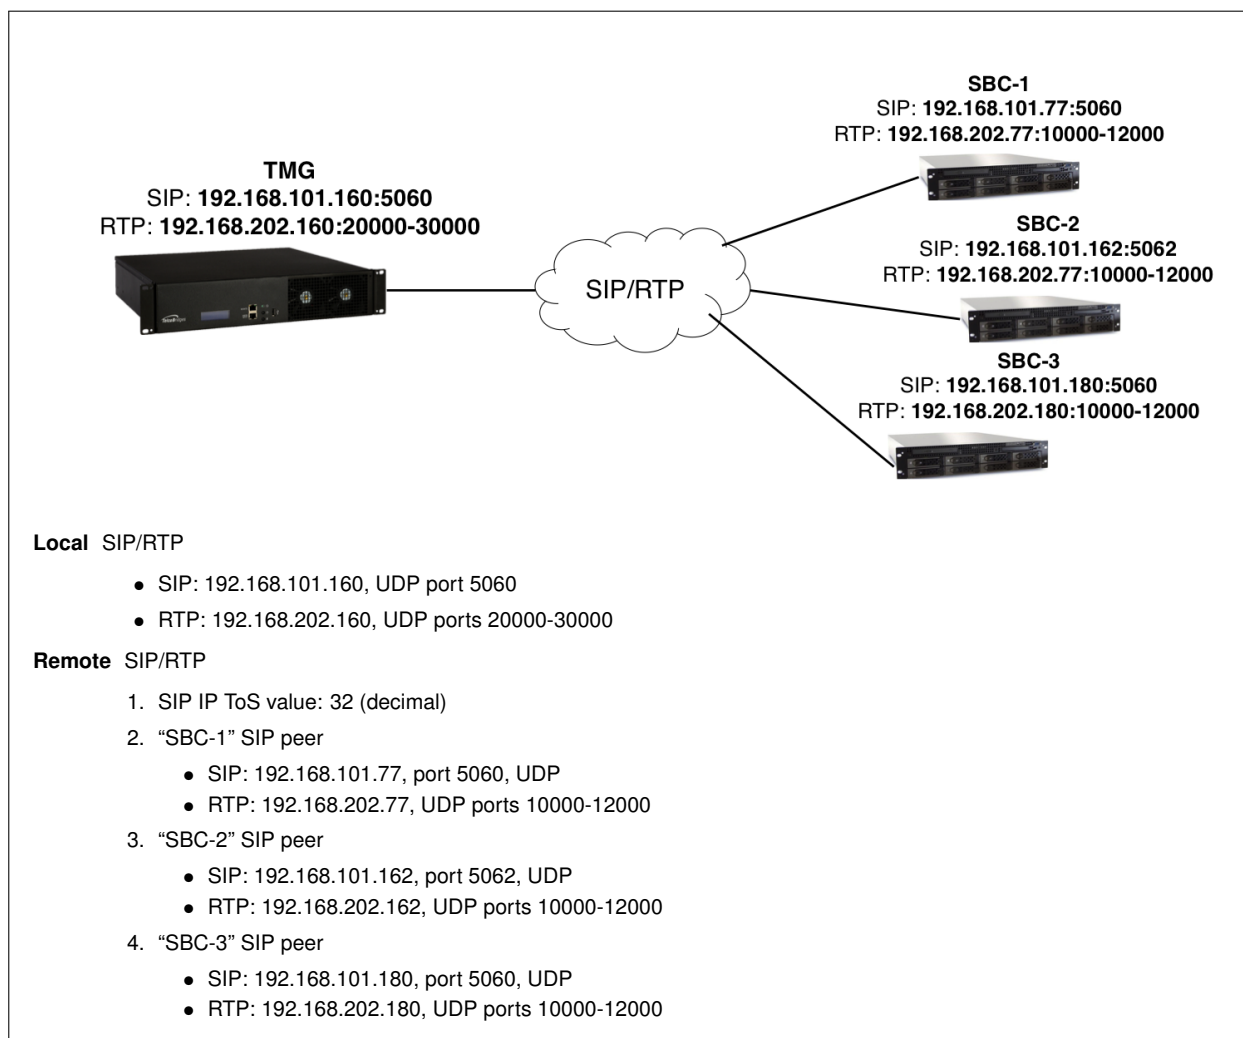 SBC-1
SIP: 192.168.101.77:5060
RTP: 192.168.202.77:10000-12000
TMG
SIP: 192.168.101.160:5060
RTP: 192.168.202.160:20000-30000
SBC-2
SIP: 192.168.101.162:5062
RTP: 192.168.202.77:10000-12000
SIP/RTP
SBC-3
SIP: 192.168.101.180:5060
RTP: 192.168.202.180:10000-12000
Local SIP/RTP
• SIP: 192.168.101.160, UDP port 5060
• RTP: 192.168.202.160, UDP ports 20000-30000
Remote SIP/RTP
1. SIP IP ToS value: 32 (decimal)
2. “SBC-1” SIP peer
• SIP: 192.168.101.77, port 5060, UDP
• RTP: 192.168.202.77, UDP ports 10000-12000
3. “SBC-2” SIP peer
• SIP: 192.168.101.162, port 5062, UDP
• RTP: 192.168.202.162, UDP ports 10000-12000
4. “SBC-3” SIP peer
• SIP: 192.168.101.180, port 5060, UDP
• RTP: 192.168.202.180, UDP ports 10000-12000